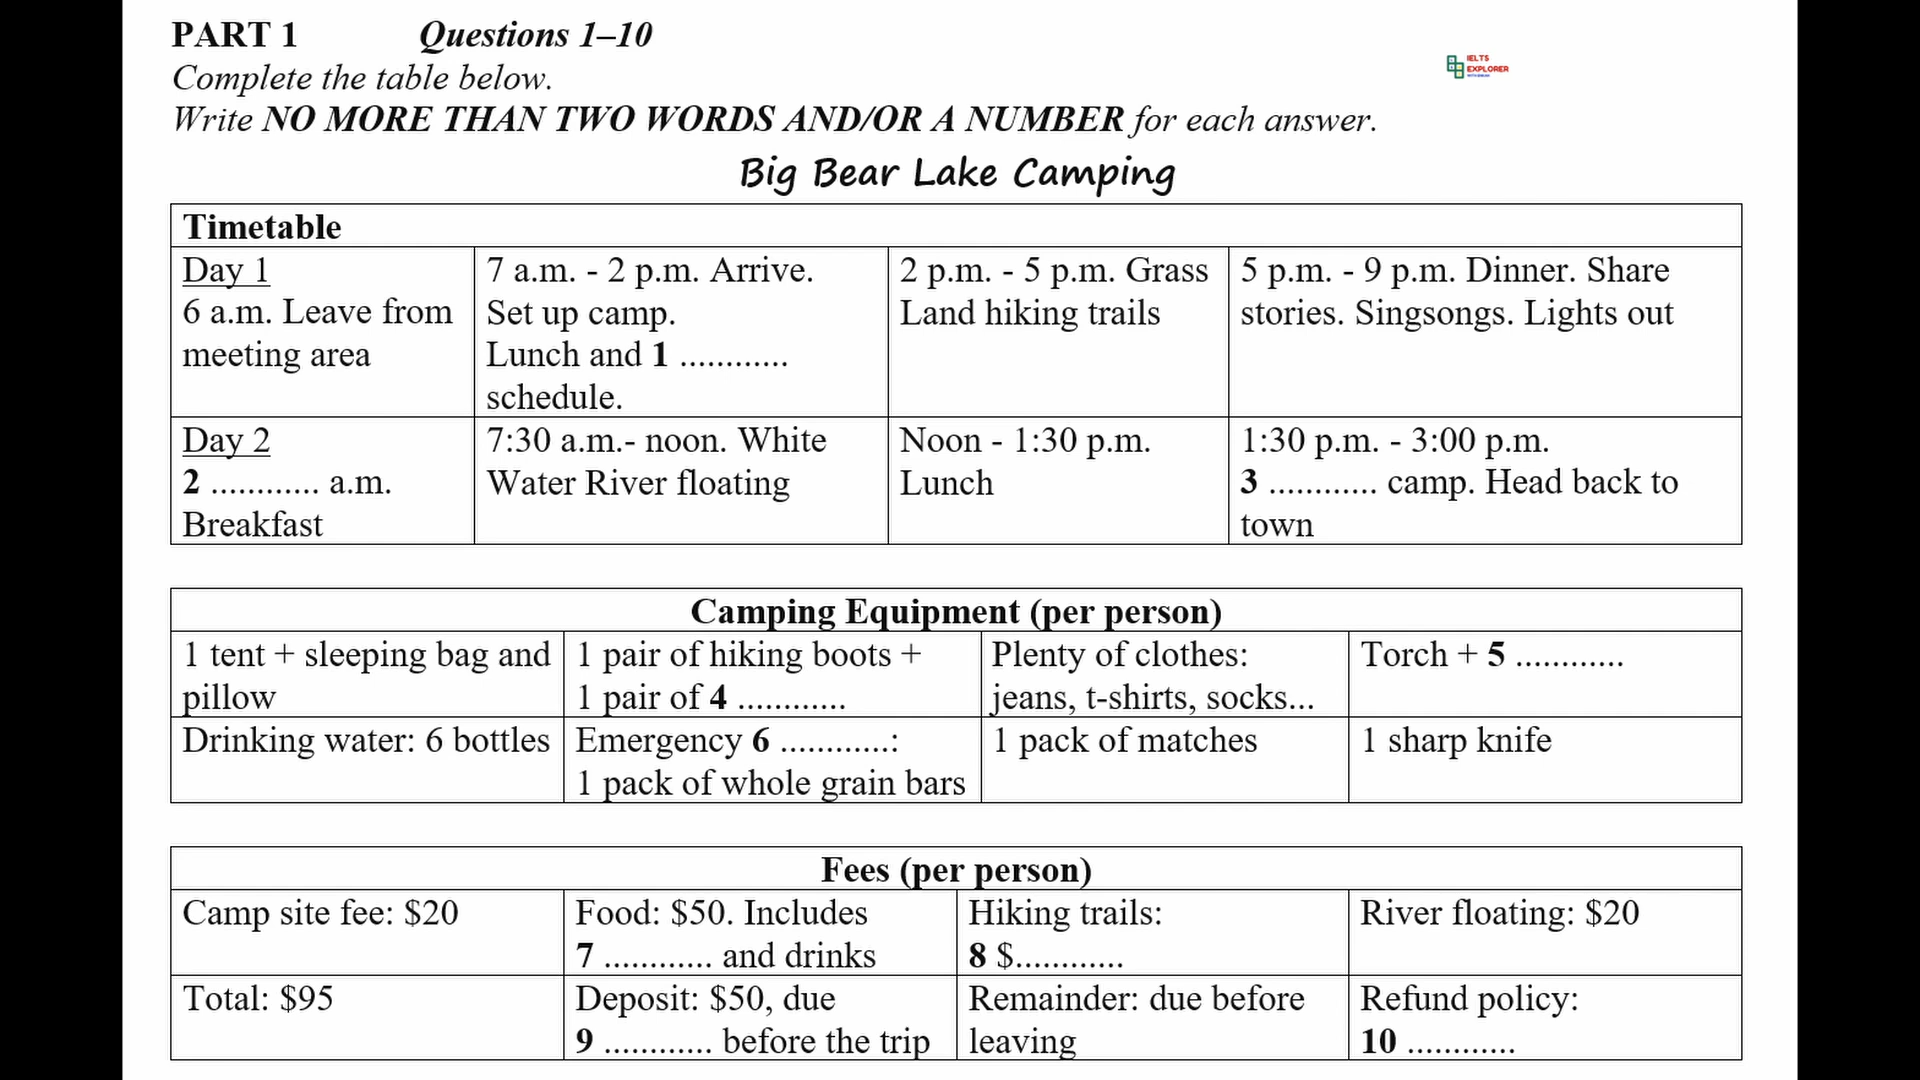 PART 1 Questions 1–10
IELTS
EXPLORER
Complete the table below.
Write NO MORE THAN TWO WORDS AND/OR A NUMBER for each answer.
Big Bear Lake Camping
Timetable
Day 1
6 a.m. Leave from
meeting area
7 a.m. - 2 p.m. Arrive.
Set up camp.
Lunch and 1 ............
schedule.
2 p.m. - 5 p.m. Grass
Land hiking trails
5 p.m. - 9 p.m. Dinner. Share
stories. Singsongs. Lights out
Day 2
2 ............ a.m.
Breakfast
7:30 a.m.- noon. White
Water River floating
Noon - 1:30 p.m.
Lunch
1:30 p.m. - 3:00 p.m.
3 ............ camp. Head back to
town
Camping Equipment (per person)
1 tent + sleeping bag and
pillow
1 pair of hiking boots +
1 pair of 4 ............
Plenty of clothes:
jeans, t-shirts, socks...
Torch + 5 ............
Drinking water: 6 bottles
Emergency 6 ............:
1 pack of whole grain bars
1 pack of matches
1 sharp knife
Fees (per person)
Camp site fee: $20
Food: $50. Includes
7 ............ and drinks
Hiking trails:
8 $............
River floating: $20
Total: $95
Deposit: $50, due
9 ............ before the trip
Remainder: due before
leaving
Refund policy:
10 ............